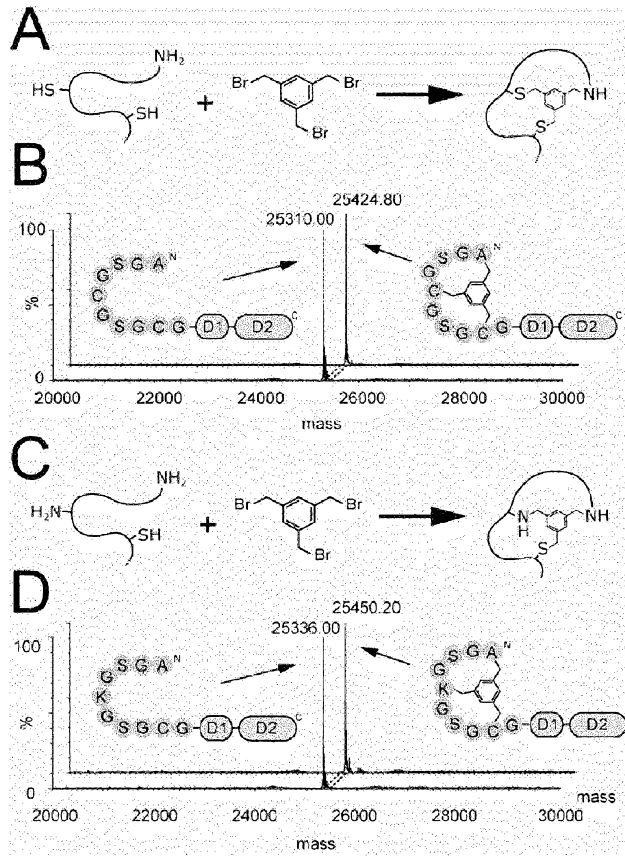 A
NH₂
HS
SH
+
Br
Br
Br
S
NH
S
B
25424.80
25310.00
100
%
0
A N
G
S
G
C
G
S
G
C
G
D1
D2
C
A N
G
S
G
C
G
S
G
C
G
D1
D2
C
20000 22000 24000 26000 28000 30000
mass
C
NH₂
H₂N
SH
+
Br
Br
Br
N
H
NH
S
D
25450.20
25336.00
100
%
0
A N
G
S
G
K
G
S
G
C
G
D1
D2
C
A N
G
S
G
K
G
S
G
C
G
D1
D2
mass
20000 22000 24000 26000 28000 30000
mass